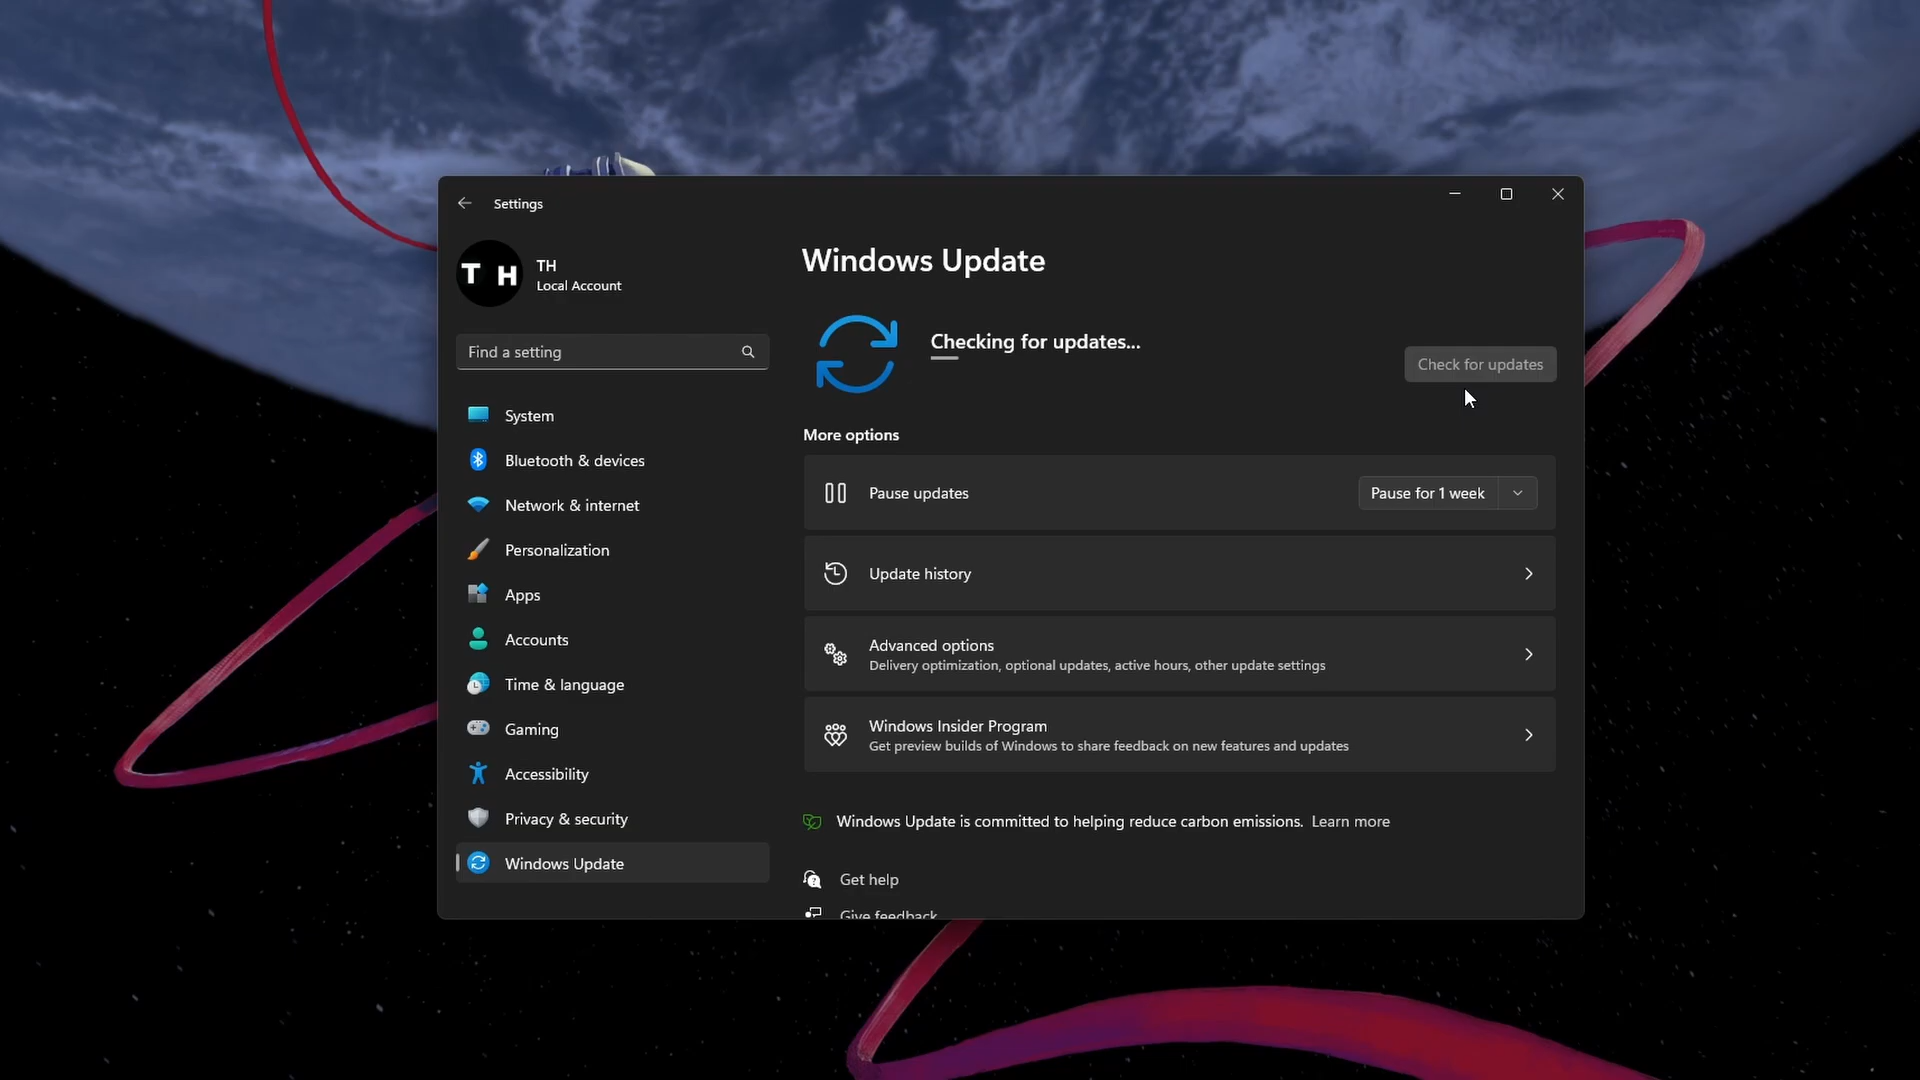 Settings
T H
TH
Local Account
Find a setting
System
Bluetooth & devices
Network & internet
Personalization
Apps
Accounts
Time & language
Gaming
Accessibility
Privacy & security
Windows Update
Windows Update
Checking for updates...
Check for updates
More options
Pause updates
Pause for 1 week
Update history
Advanced options
Delivery optimization, optional updates, active hours, other update settings
Windows Insider Program
Get preview builds of Windows to share feedback on new features and updates
Windows Update is committed to helping reduce carbon emissions. Learn more
Get help
Give feedback